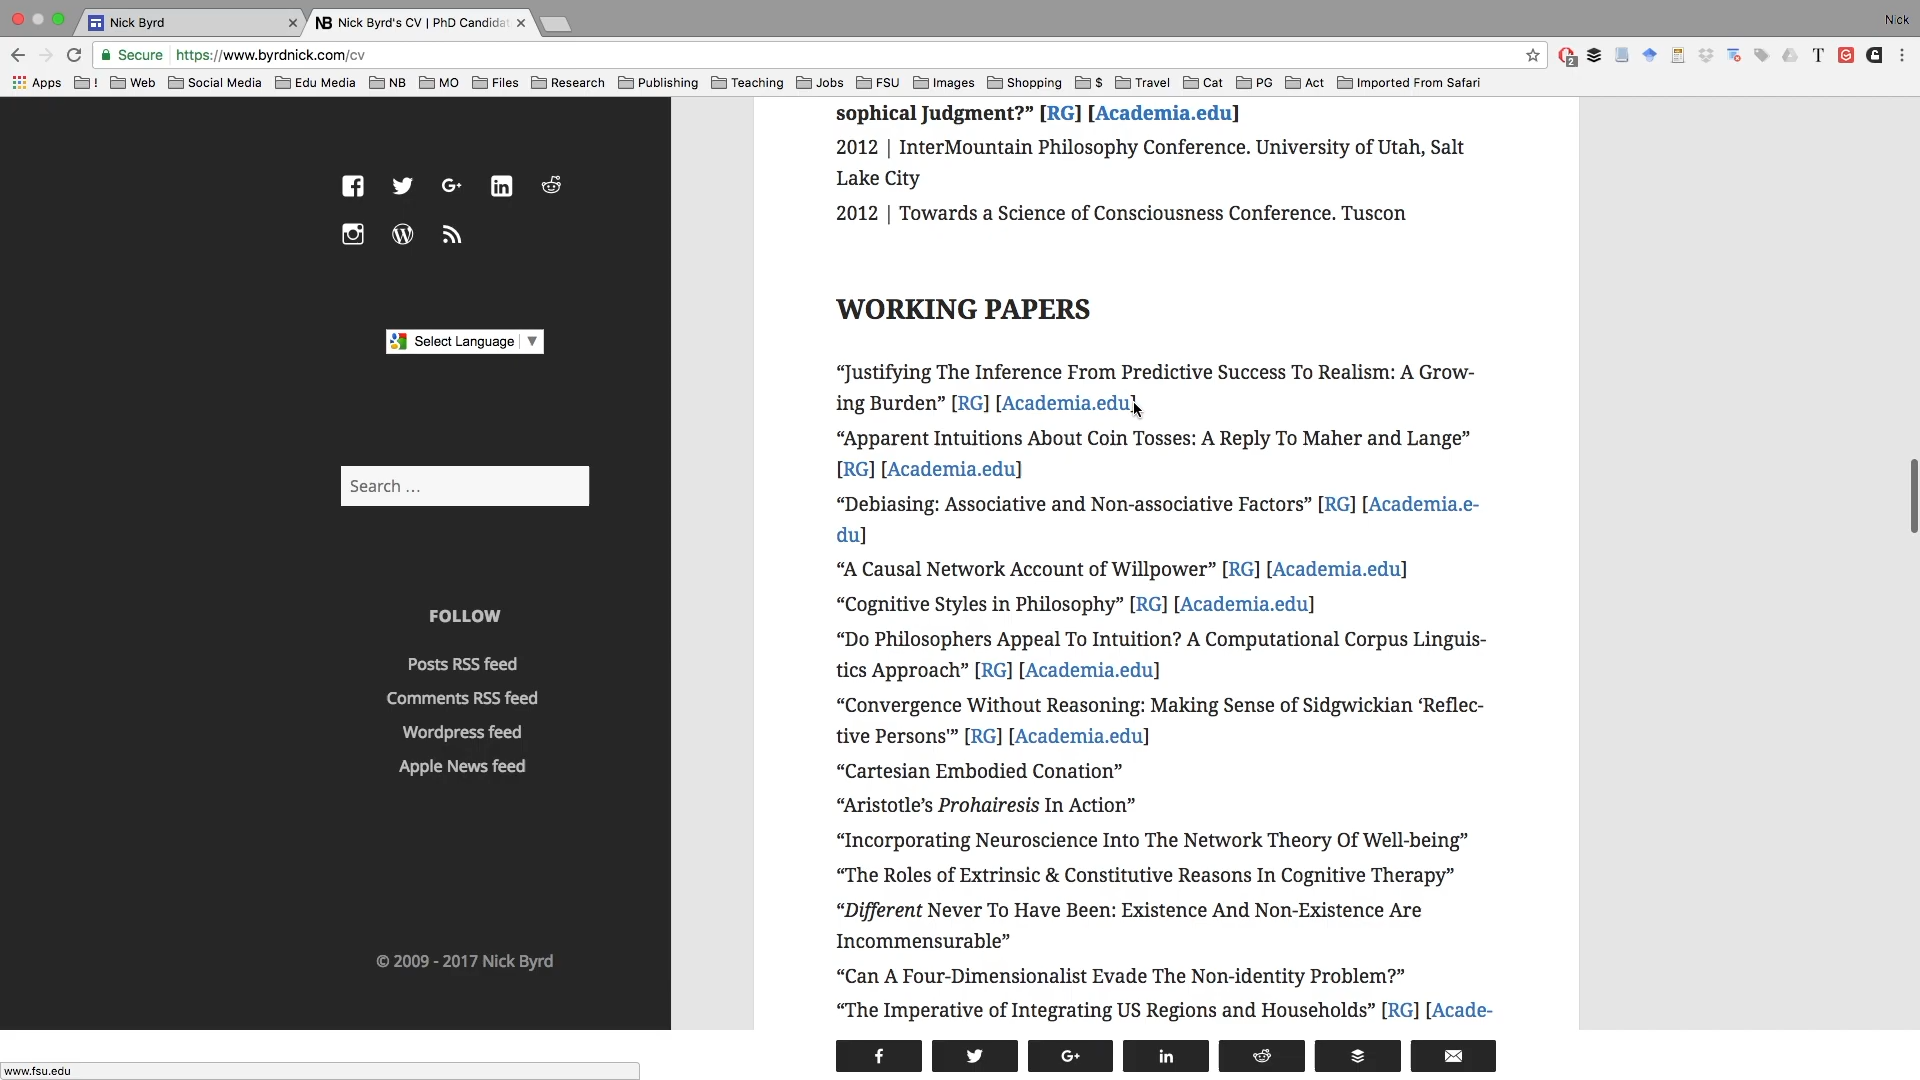 Nick Byrd
Nick Byrd's CV | PhD Candidat
Nick
Secure
https://www.byrdnick.com/cv
2
T
Apps
!
Web
Social Media
Edu Media
NB
MO
Files
Research
Publishing
Teaching
Jobs
FSU
Images
Shopping
$
Travel
Cat
PG
Act
Imported From Safari
Select Language ▼
Search …
FOLLOW
Posts RSS feed
Comments RSS feed
Wordpress feed
Apple News feed
© 2009 - 2017 Nick Byrd
sophical Judgment?” [RG] [Academia.edu]
2012 | InterMountain Philosophy Conference. University of Utah, Salt
Lake City
2012 | Towards a Science of Consciousness Conference. Tuscon
WORKING PAPERS
“Justifying The Inference From Predictive Success To Realism: A Grow-
ing Burden” [RG] [Academia.edu]
“Apparent Intuitions About Coin Tosses: A Reply To Maher and Lange”
[RG] [Academia.edu]
“Debiasing: Associative and Non-associative Factors” [RG] [Academia.e-
du]
“A Causal Network Account of Willpower” [RG] [Academia.edu]
“Cognitive Styles in Philosophy” [RG] [Academia.edu]
“Do Philosophers Appeal To Intuition? A Computational Corpus Linguis-
tics Approach” [RG] [Academia.edu]
“Convergence Without Reasoning: Making Sense of Sidgwickian ‘Reflec-
tive Persons'” [RG] [Academia.edu]
“Cartesian Embodied Conation”
“Aristotle’s Prohairesis In Action”
“Incorporating Neuroscience Into The Network Theory Of Well-being”
“The Roles of Extrinsic & Constitutive Reasons In Cognitive Therapy”
“Different Never To Have Been: Existence And Non-Existence Are
Incommensurable”
“Can A Four-Dimensionalist Evade The Non-identity Problem?”
“The Imperative of Integrating US Regions and Households” [RG] [Acade-
www.fsu.edu